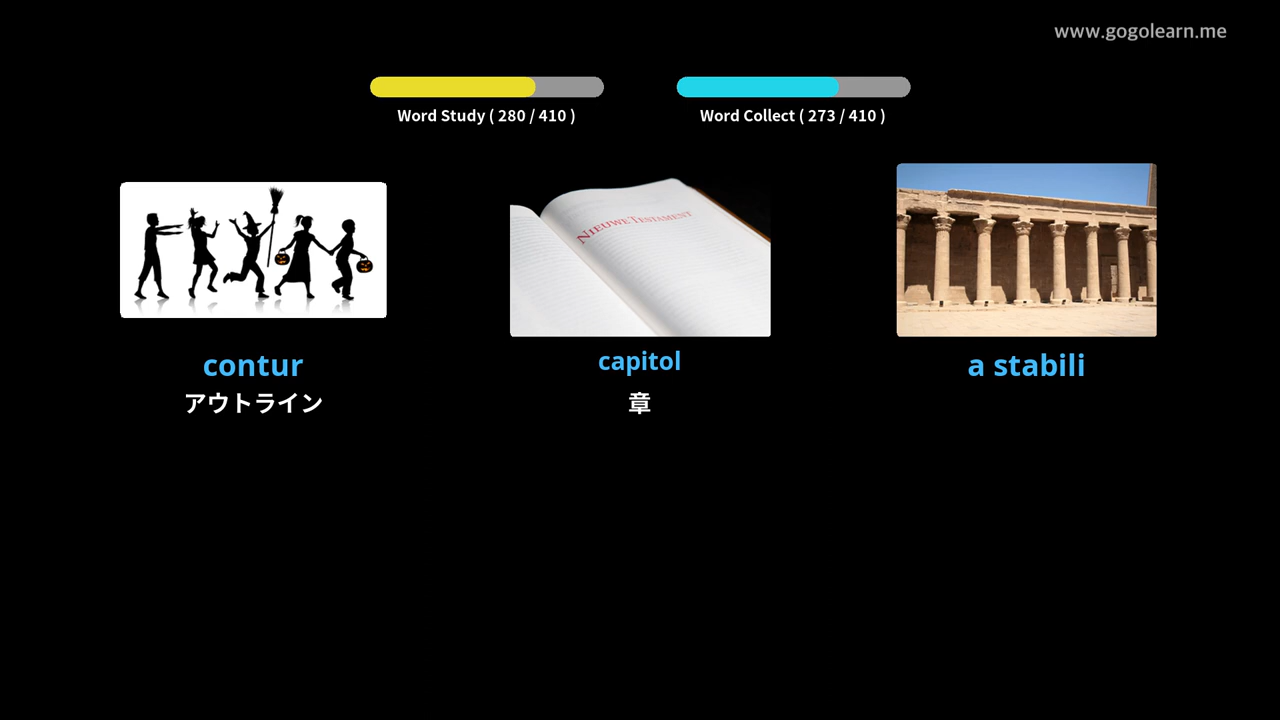 www.gogolearn.me
Word Study ( 280 / 410 )
Word Collect ( 273 / 410 )
NIEUWE TESTAMENT
contur
capitol
a stabili
アウトライン
章